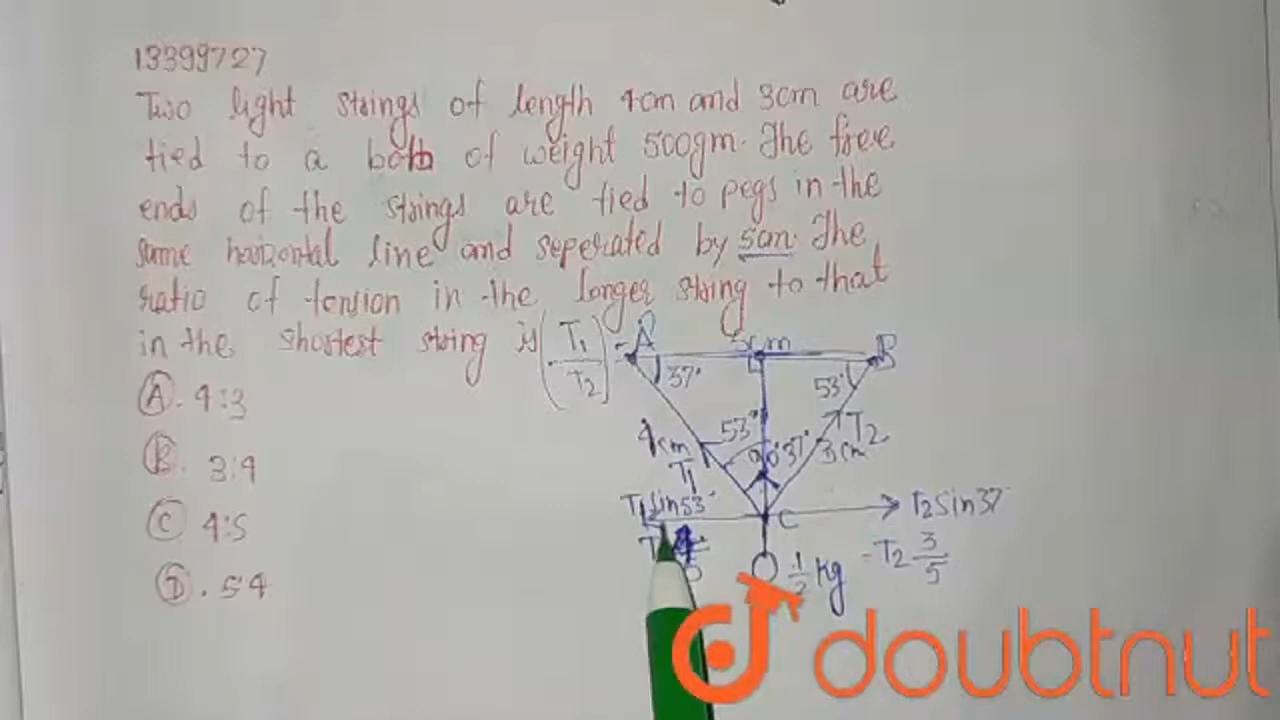 13399727
Two light strings of length 4cm and 3cm are
tied to a bob of weight 500gm. The free
ends of the strings are tied to pegs in the
same horizontal line and seperated by 5cm. The
ratio of tension in the longer string to that
in the shortest string is (T1/T2) =
A. 4:3
B. 3:4
C 4:5
D. 5:4
A 5cm B
37° 53°
4cm 53° 90° 37° T2
T1 3cm
T1 sin53° C T2 sin37°
T1 = T2 3/5
1/2 kg
doubtnut